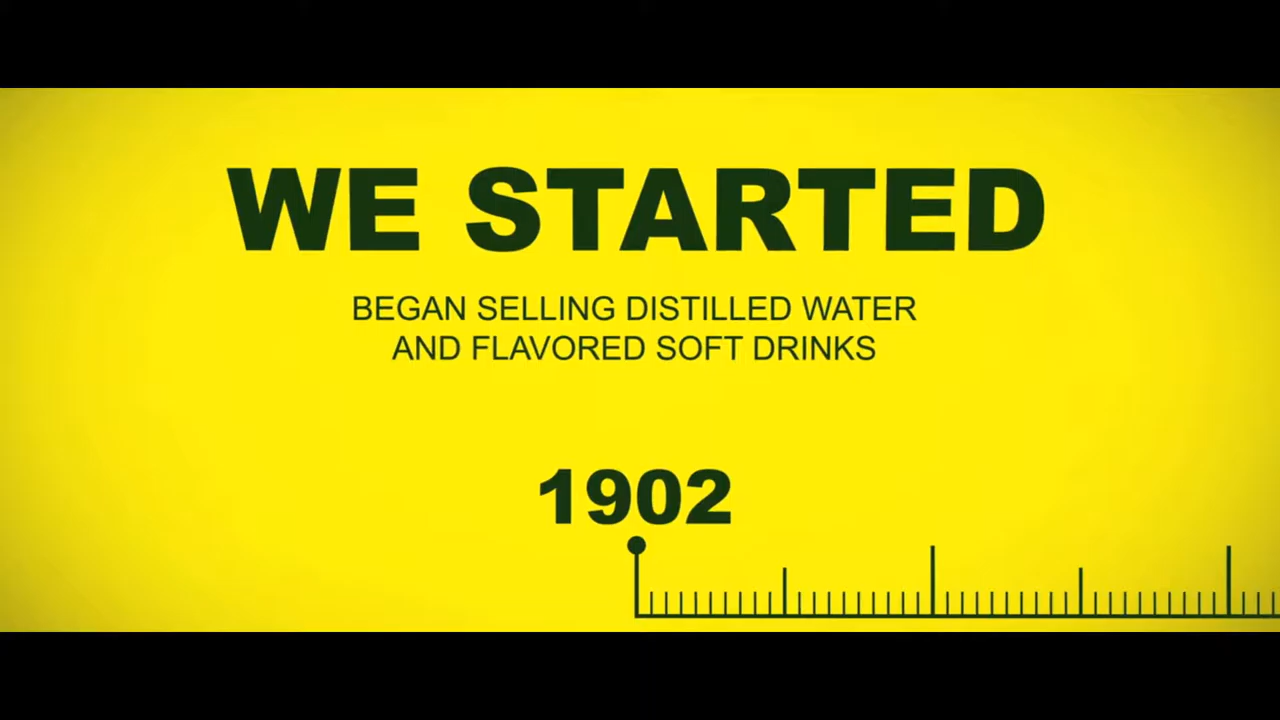 WE STARTED
BEGAN SELLING DISTILLED WATER
AND FLAVORED SOFT DRINKS
1902